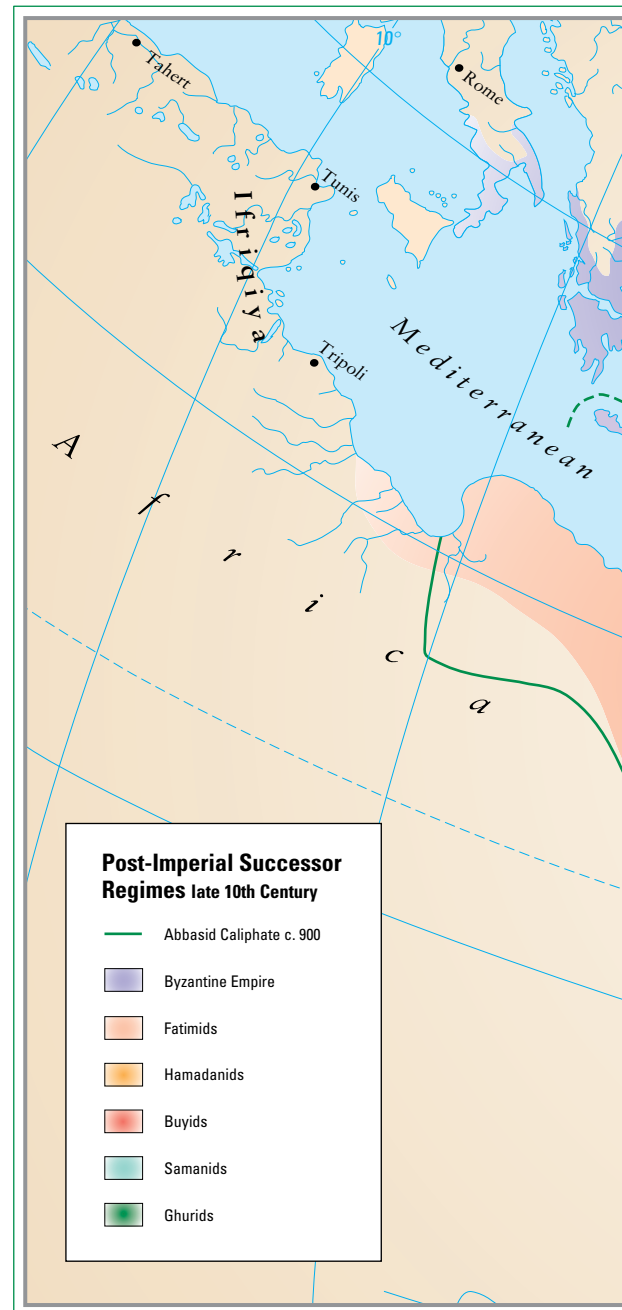 10°
Tahert
Rome
Tunis
Ifriqiya
Tripoli
Mediterranean
Africa
Post-Imperial Successor
Regimes late 10th Century
Abbasid Caliphate c. 900
Byzantine Empire
Fatimids
Hamadanids
Buyids
Samanids
Ghurids